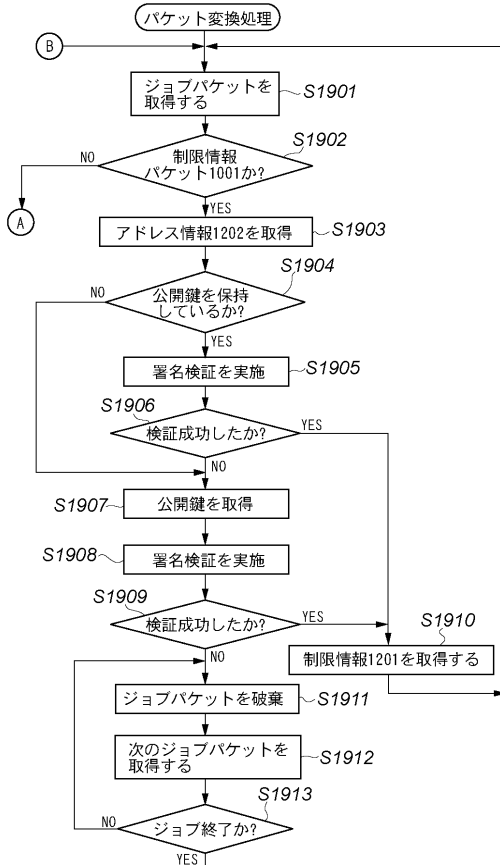 パケット変換処理
B
ジョブパケットを
取得する
S1901
制限情報
パケット1001か?
S1902
NO
A
YES
アドレス情報1202を取得
S1903
公開鍵を保持
しているか?
S1904
NO
YES
署名検証を実施
S1905
S1906
検証成功したか?
YES
NO
S1907
公開鍵を取得
S1908
署名検証を実施
S1909
検証成功したか?
YES
NO
S1910
制限情報1201を取得する
ジョブパケットを破棄
S1911
次のジョブパケットを
取得する
S1912
S1913
ジョブ終了か?
NO
YES